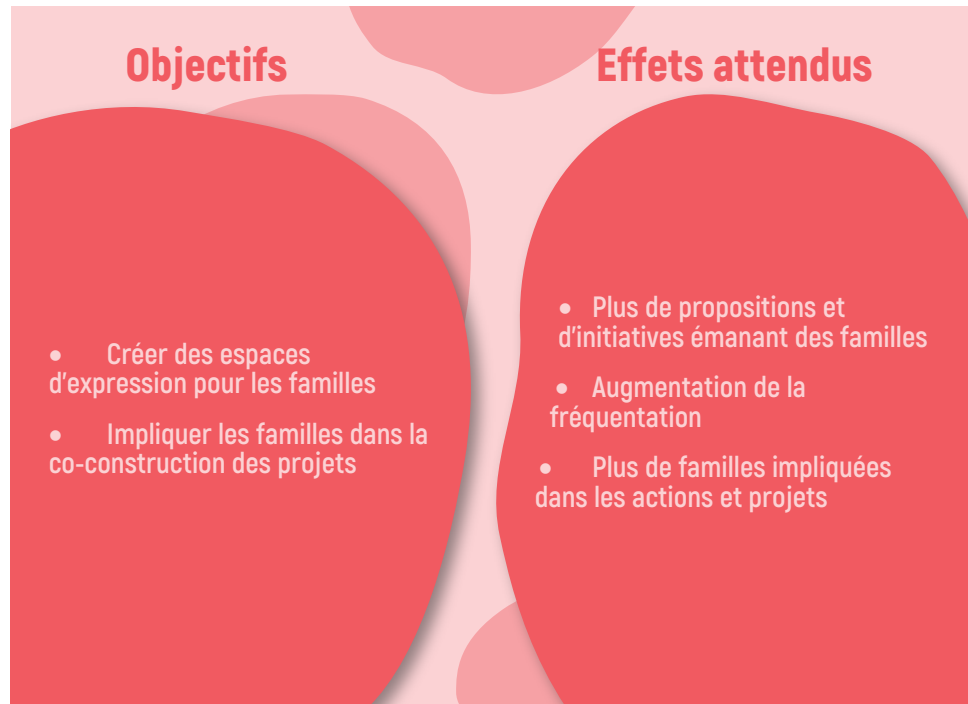 Objectifs
• Créer des espaces
d'expression pour les familles
• Impliquer les familles dans la
co-construction des projets
Effets attendus
• Plus de propositions et
d'initiatives émanant des familles
• Augmentation de la
fréquentation
• Plus de familles impliquées
dans les actions et projets